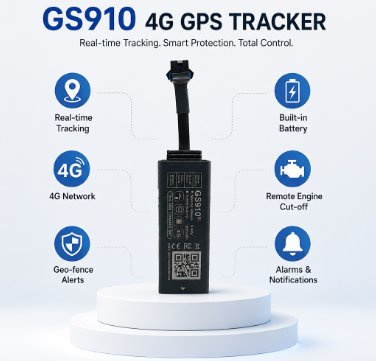 GS910 4G GPS TRACKER
Real-time Tracking. Smart Protection. Total Control.
Real-time
Tracking
Built-in
Battery
4G
4G Network
Remote Engine
Cut-off
Geo-fence
Alerts
Alarms &
Notifications
GS910